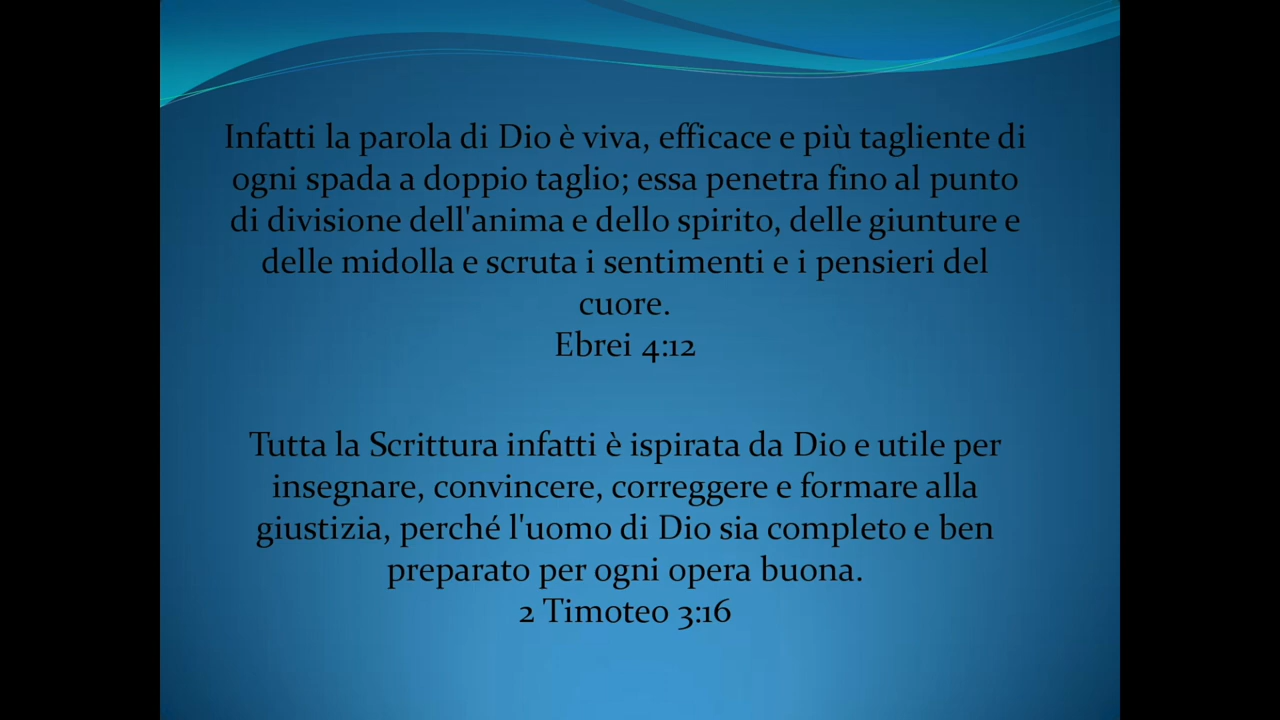 Infatti la parola di Dio è viva, efficace e più tagliente di
ogni spada a doppio taglio; essa penetra fino al punto
di divisione dell'anima e dello spirito, delle giunture e
delle midolla e scruta i sentimenti e i pensieri del
cuore.
Ebrei 4:12
Tutta la Scrittura infatti è ispirata da Dio e utile per
insegnare, convincere, correggere e formare alla
giustizia, perché l'uomo di Dio sia completo e ben
preparato per ogni opera buona.
2 Timoteo 3:16